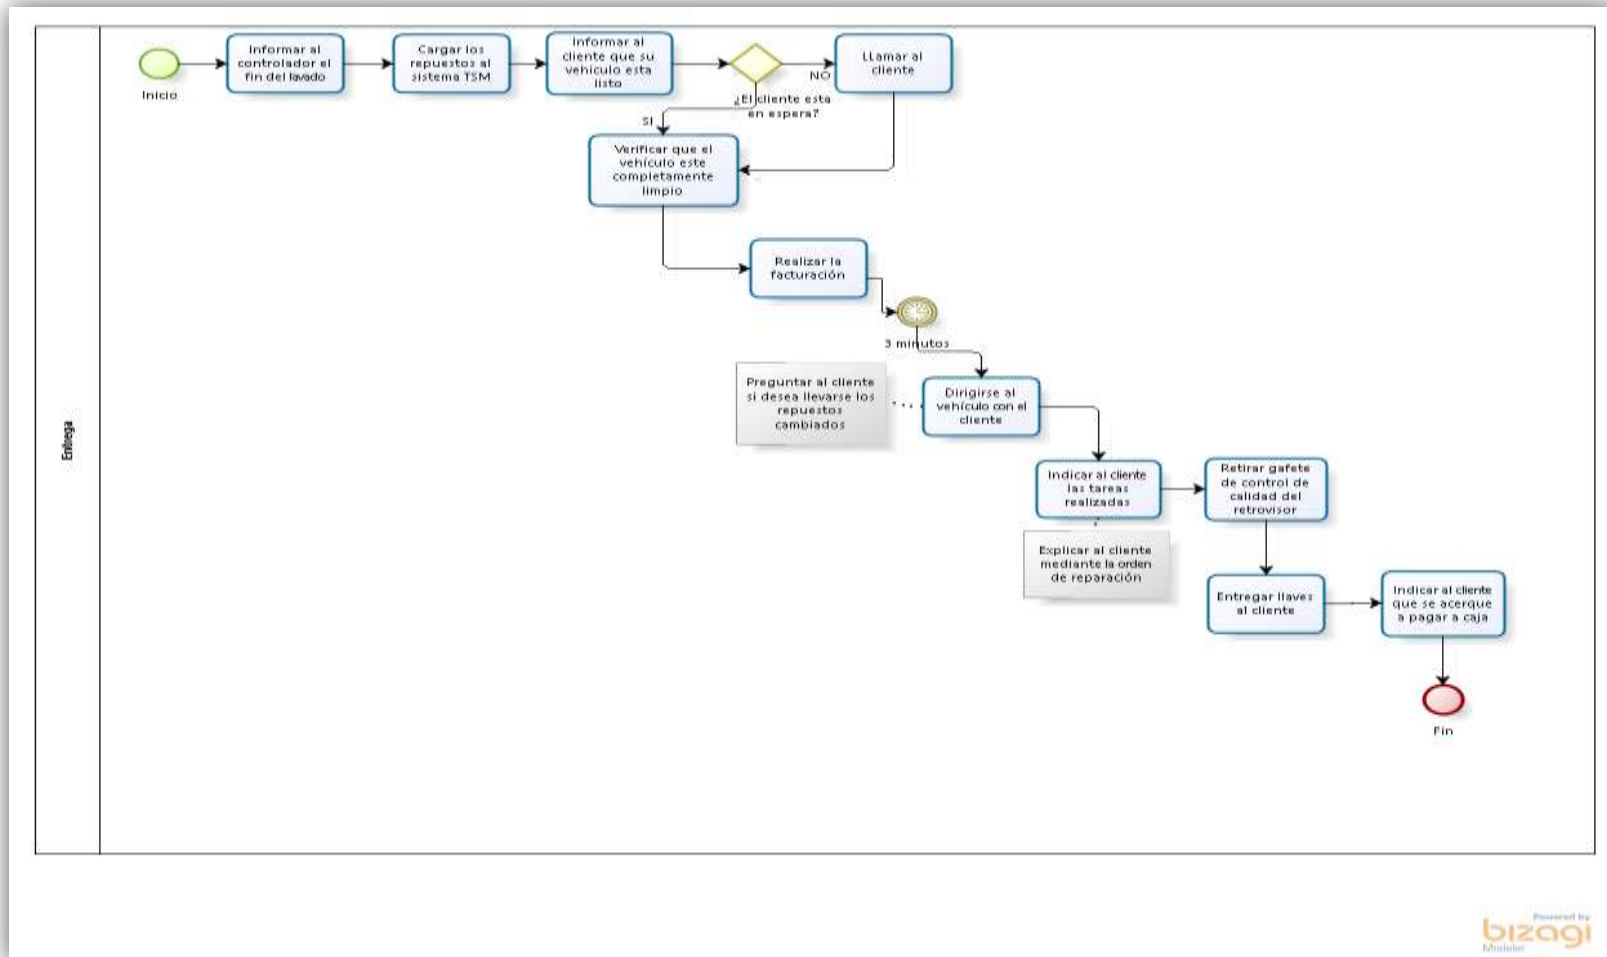 Informar al
controlador el
fin del lavado
Cargar los
repuestos al
sistema TSM
Informar al
cliente que su
vehículo esta
listo
LLamar al
cliente
NO
Inicio
¿El cliente esta
en espera?
SI
Verificar que el
vehículo este
completamente
limpio
Realizar la
facturación
3 minutos
Preguntar al cliente
si desea llevarse los
repuestos
cambiados
Dirigirse al
vehículo con el
cliente
Entrega
Indicar al cliente
las tareas
realizadas
Retirar gafete
de control de
calidad del
retrovisor
Explicar al cliente
mediante la orden
de reparación
Entregar llaves
al cliente
Indicar al cliente
que se acerque
a pagar a caja
Fin
Powered by
bizagi
Modeler